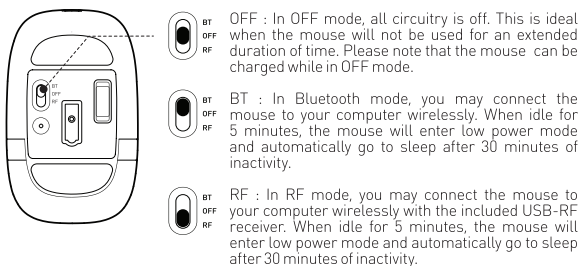 BT
OFF
RF
BT
OFF
RF
OFF : In OFF mode, all circuitry is off. This is ideal
when the mouse will not be used for an extended
duration of time. Please note that the mouse can be
charged while in OFF mode.
BT
OFF
RF
BT : In Bluetooth mode, you may connect the
mouse to your computer wirelessly. When idle for
5 minutes, the mouse will enter low power mode
and automatically go to sleep after 30 minutes of
inactivity.
BT
OFF
RF
RF : In RF mode, you may connect the mouse to
your computer wirelessly with the included USB-RF
receiver. When idle for 5 minutes, the mouse will
enter low power mode and automatically go to sleep
after 30 minutes of inactivity.